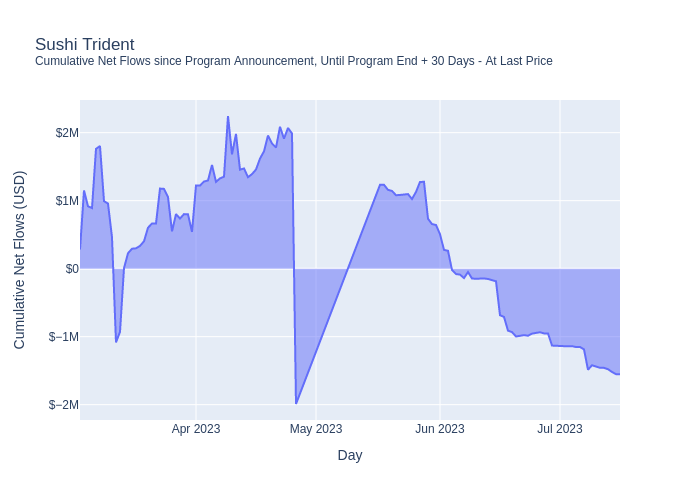 Sushi Trident
Cumulative Net Flows since Program Announcement, Until Program End + 30 Days - At Last Price
$2M
$1M
$0
$−1M
$−2M
Cumulative Net Flows (USD)
Apr 2023
May 2023
Jun 2023
Jul 2023
Day